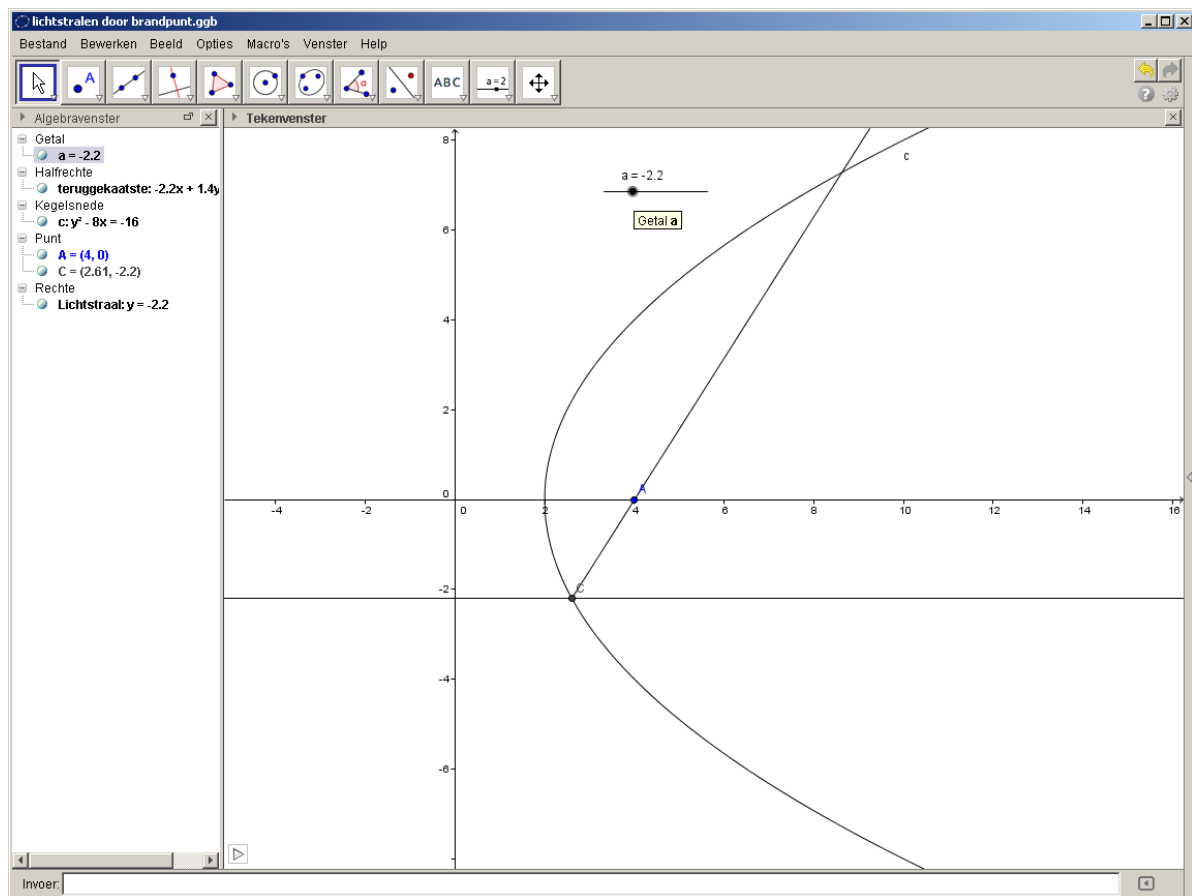 lichtstralen door brandpunt.ggb
Bestand Bewerken Beeld Opties Macro's Venster Help
A ABC a=2 α
Algebravenster
Getal
a = -2.2
Halfrechte
teruggekaatste: -2.2x + 1.4y
Kegelsnede
c: y² - 8x = -16
Punt
A = (4, 0)
C = (2.61, -2.2)
Rechte
Lichtstraal: y = -2.2
Tekenvenster
8
c
a = -2.2
Getal a
6
4
2
0
A
-4 -2 0 2 4 6 8 10 12 14 16
-2
C
-4
-6
Invoer: